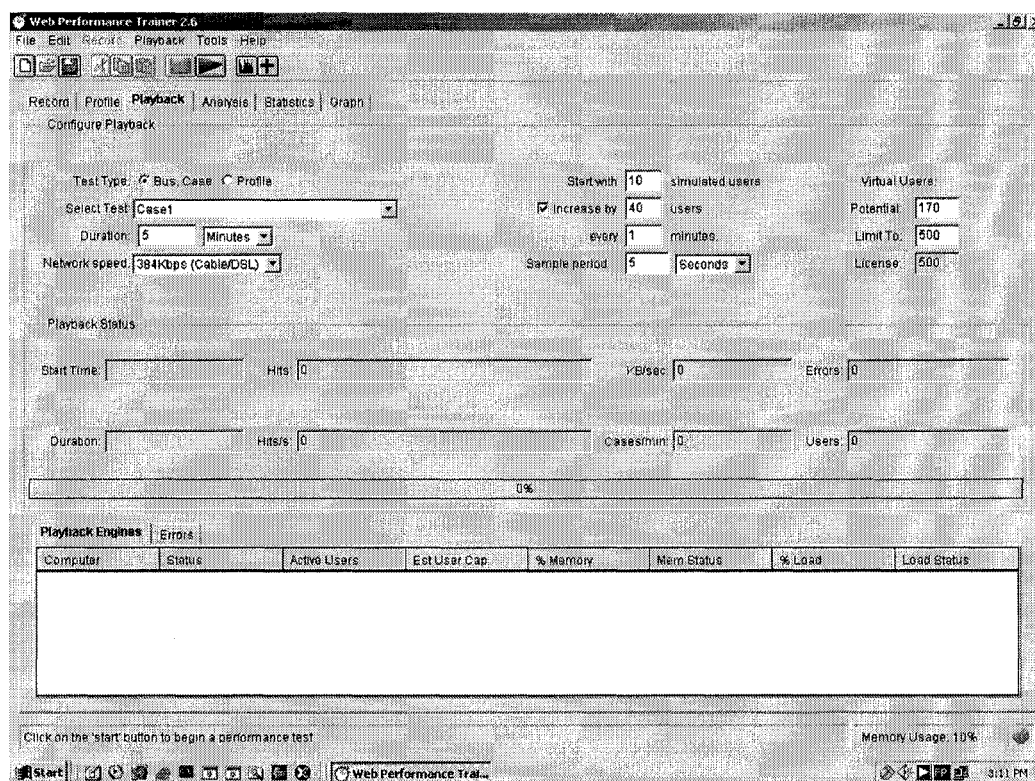 Web Performance Trainer 2.6
File Edit Record Playback Tools Help
Record Profile Playback Analysis Statistics Graph
Configure Playback
Test Type: Bus. Case Profile Start with 10 simulated users Virtual Users:
Select Test: Case1 Increase by 40 users Potential: 170
Duration: 5 Minutes every 1 minutes. Limit To: 500
Network speed: 384Kbps (Cable/DSL) Sample period: 5 Seconds License: 500
Playback Status
Start Time: Hits: 0 KB/sec: 0 Errors: 0
Duration: Hits/s: 0 Cases/min: 0 Users: 0
0%
Playback Engines Errors
Computer Status Active Users Est User Cap. % Memory Mem Status % Load Load Status
Click on the 'start' button to begin a performance test Memory Usage: 10%
Start Web Performance Trai... 3:11 PM